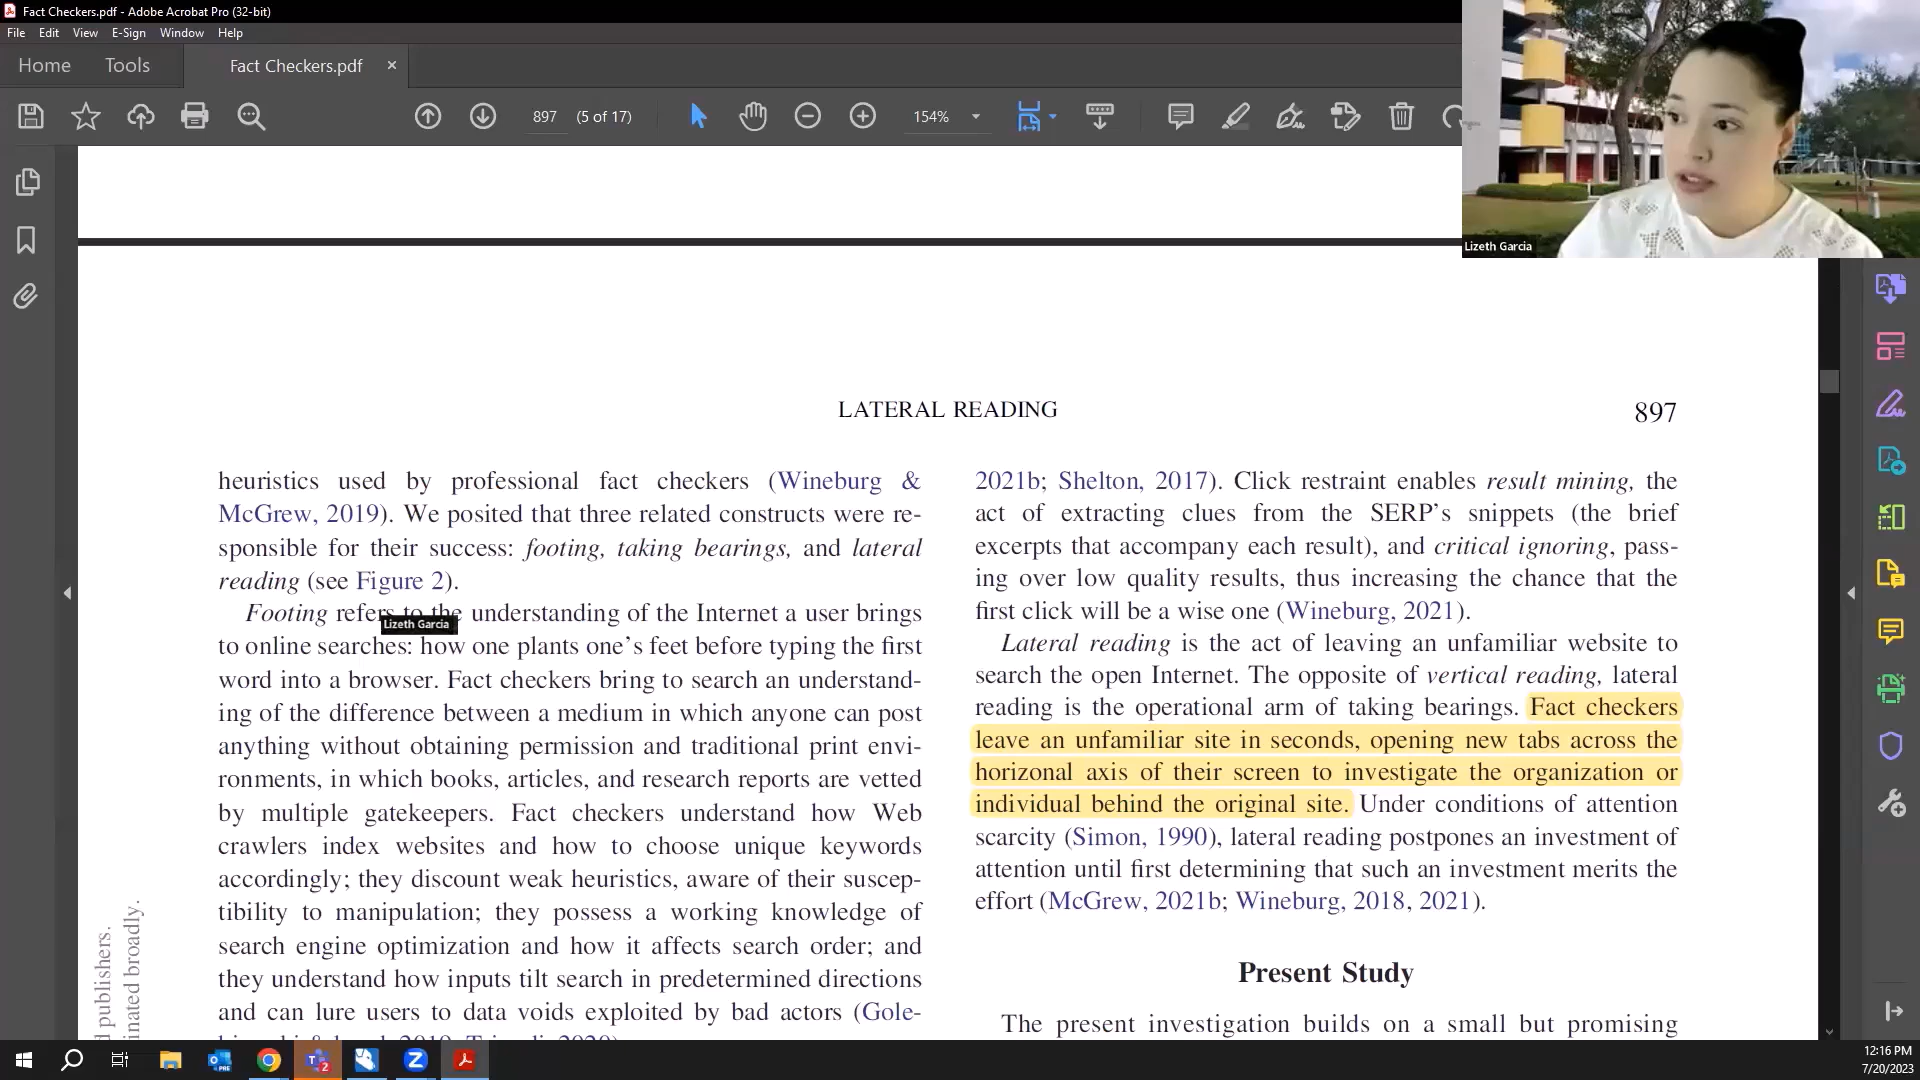 Fact Checkers.pdf - Adobe Acrobat Pro (32-bit)
File Edit View E-Sign Window Help
Home Tools Fact Checkers.pdf ×
897 (5 of 17) 154%
Lizeth Garcia
LATERAL READING 897
heuristics used by professional fact checkers (Wineburg &
McGrew, 2019). We posited that three related constructs were re-
sponsible for their success: footing, taking bearings, and lateral
reading (see Figure 2).
Footing refers to the understanding of the Internet a user brings
Lizeth Garcia
to online searches: how one plants one's feet before typing the first
word into a browser. Fact checkers bring to search an understand-
ing of the difference between a medium in which anyone can post
anything without obtaining permission and traditional print envi-
ronments, in which books, articles, and research reports are vetted
by multiple gatekeepers. Fact checkers understand how Web
crawlers index websites and how to choose unique keywords
accordingly; they discount weak heuristics, aware of their suscep-
tibility to manipulation; they possess a working knowledge of
search engine optimization and how it affects search order; and
they understand how inputs tilt search in predetermined directions
and can lure users to data voids exploited by bad actors (Gole-
2021b; Shelton, 2017). Click restraint enables result mining, the
act of extracting clues from the SERP's snippets (the brief
excerpts that accompany each result), and critical ignoring, pass-
ing over low quality results, thus increasing the chance that the
first click will be a wise one (Wineburg, 2021).
Lateral reading is the act of leaving an unfamiliar website to
search the open Internet. The opposite of vertical reading, lateral
reading is the operational arm of taking bearings. Fact checkers
leave an unfamiliar site in seconds, opening new tabs across the
horizonal axis of their screen to investigate the organization or
individual behind the original site. Under conditions of attention
scarcity (Simon, 1990), lateral reading postpones an investment of
attention until first determining that such an investment merits the
effort (McGrew, 2021b; Wineburg, 2018, 2021).
Present Study
The present investigation builds on a small but promising
publishers.
inated broadly.
12:16 PM
7/20/2023